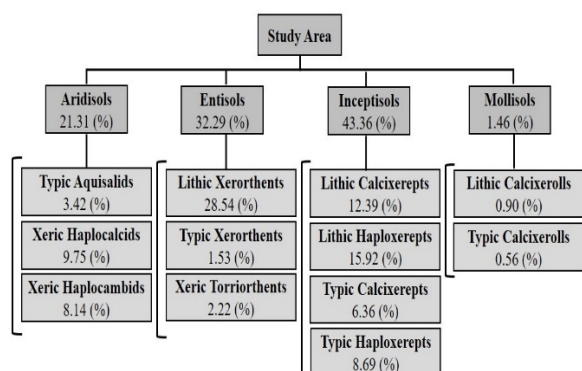 Study Area
Aridisols
21.31 (%)
Entisols
32.29 (%)
Inceptisols
43.36 (%)
Mollisols
1.46 (%)
Typic Aquisalids
3.42 (%)
Xeric Haplocalcids
9.75 (%)
Xeric Haplocambids
8.14 (%)
Lithic Xerorthents
28.54 (%)
Typic Xerorthents
1.53 (%)
Xeric Torriorthents
2.22 (%)
Lithic Calcixerepts
12.39 (%)
Lithic Haploxerepts
15.92 (%)
Typic Calcixerepts
6.36 (%)
Typic Haploxerepts
8.69 (%)
Lithic Calcixerolls
0.90 (%)
Typic Calcixerolls
0.56 (%)